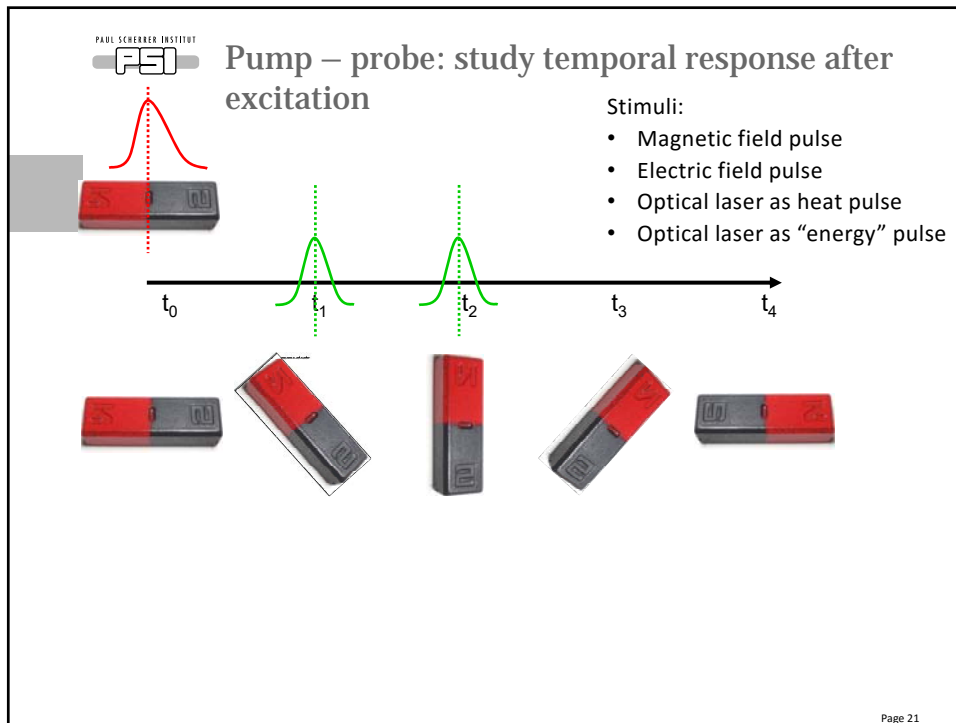 PAUL SCHERRER INSTITUT
PSI
Pump – probe: study temporal response after
excitation
Stimuli:
• Magnetic field pulse
• Electric field pulse
• Optical laser as heat pulse
• Optical laser as “energy” pulse
t₀ t₁ t₂ t₃ t₄
N S
N S
N S
N S
S N
Page 21